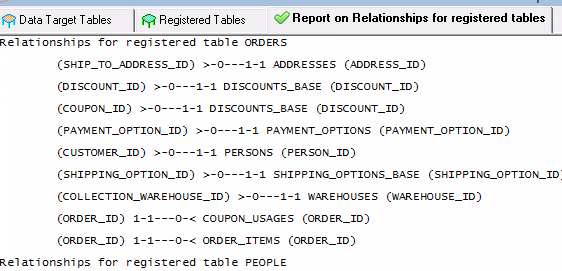 Data Target Tables Registered Tables Report on Relationships for registered tables
Relationships for registered table ORDERS
(SHIP_TO_ADDRESS_ID) >-0---1-1 ADDRESSES (ADDRESS_ID)
(DISCOUNT_ID) >-0---1-1 DISCOUNTS_BASE (DISCOUNT_ID)
(COUPON_ID) >-0---1-1 DISCOUNTS_BASE (DISCOUNT_ID)
(PAYMENT_OPTION_ID) >-0---1-1 PAYMENT_OPTIONS (PAYMENT_OPTION_ID)
(CUSTOMER_ID) >-0---1-1 PERSONS (PERSON_ID)
(SHIPPING_OPTION_ID) >-0---1-1 SHIPPING_OPTIONS_BASE (SHIPPING_OPTION_ID)
(COLLECTION_WAREHOUSE_ID) >-0---1-1 WAREHOUSES (WAREHOUSE_ID)
(ORDER_ID) 1-1---0-< COUPON_USAGES (ORDER_ID)
(ORDER_ID) 1-1---0-< ORDER_ITEMS (ORDER_ID)
Relationships for registered table PEOPLE